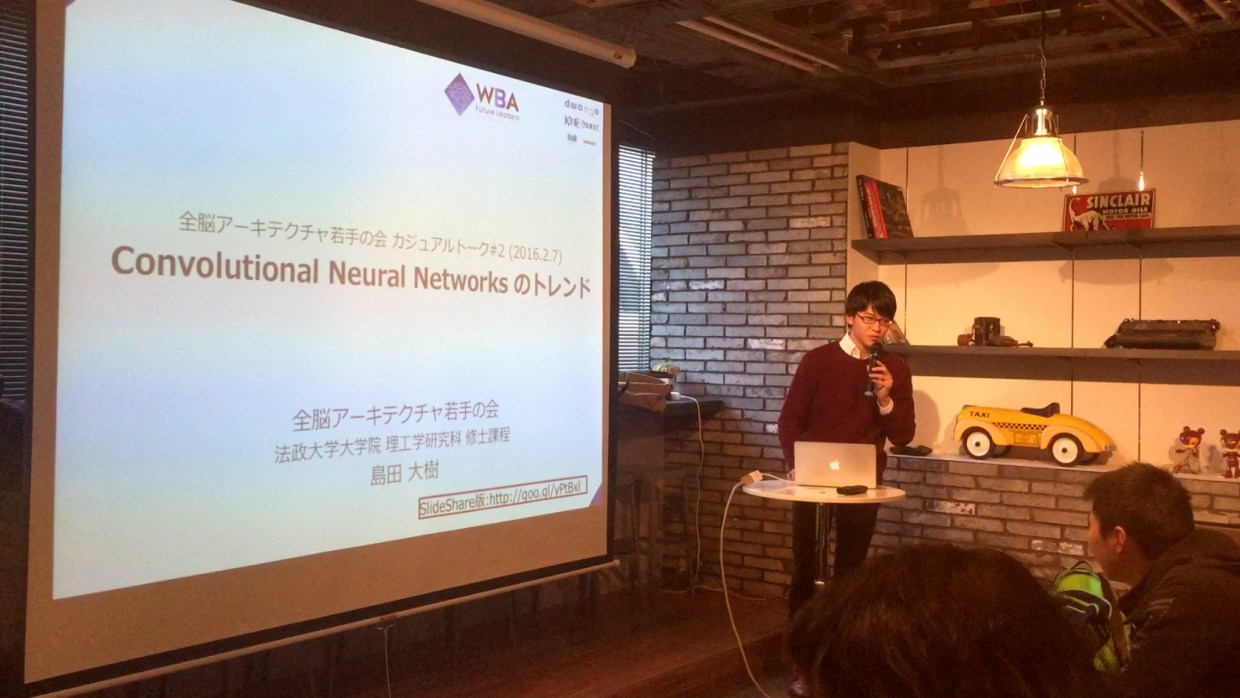 WBA
Future Leaders
全脳アーキテクチャ若手の会 カジュアルトーク#2 (2016.2.7)
Convolutional Neural Networks のトレンド
全脳アーキテクチャ若手の会
法政大学大学院 理工学研究科 修士課程
島田 大樹
SlideShare版:http://goo.gl/yPtBxl
SINCLAIR
MOTOR OILS
TAXI